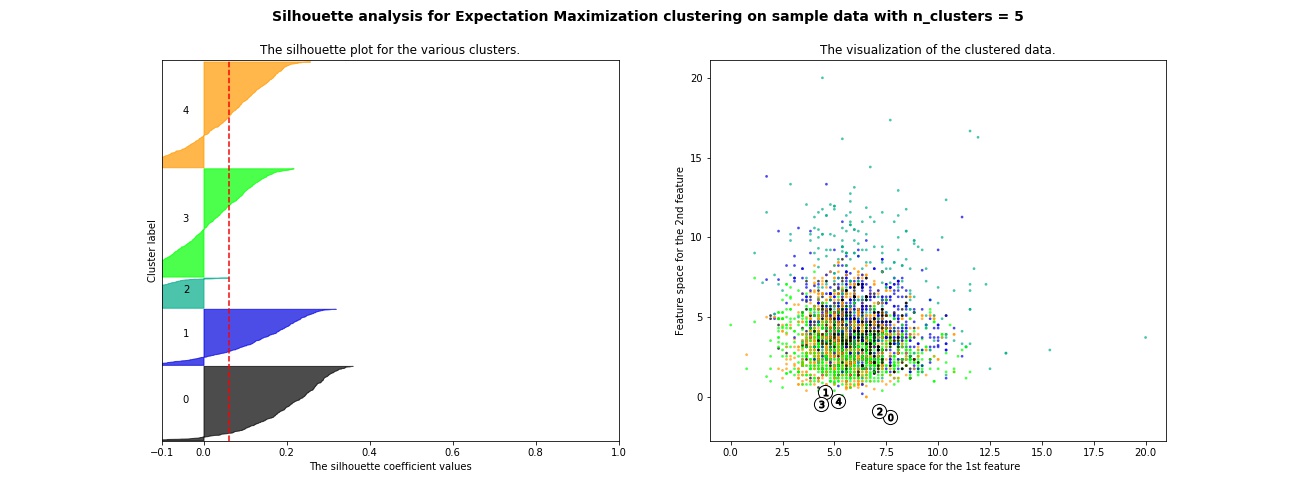 Silhouette analysis for Expectation Maximization clustering on sample data with n_clusters = 5
The silhouette plot for the various clusters.
Cluster label
4
3
2
1
0
−0.1 0.0 0.2 0.4 0.6 0.8 1.0
The silhouette coefficient values
The visualization of the clustered data.
Feature space for the 2nd feature
20
15
10
5
0
1
3 4
2 0
0.0 2.5 5.0 7.5 10.0 12.5 15.0 17.5 20.0
Feature space for the 1st feature